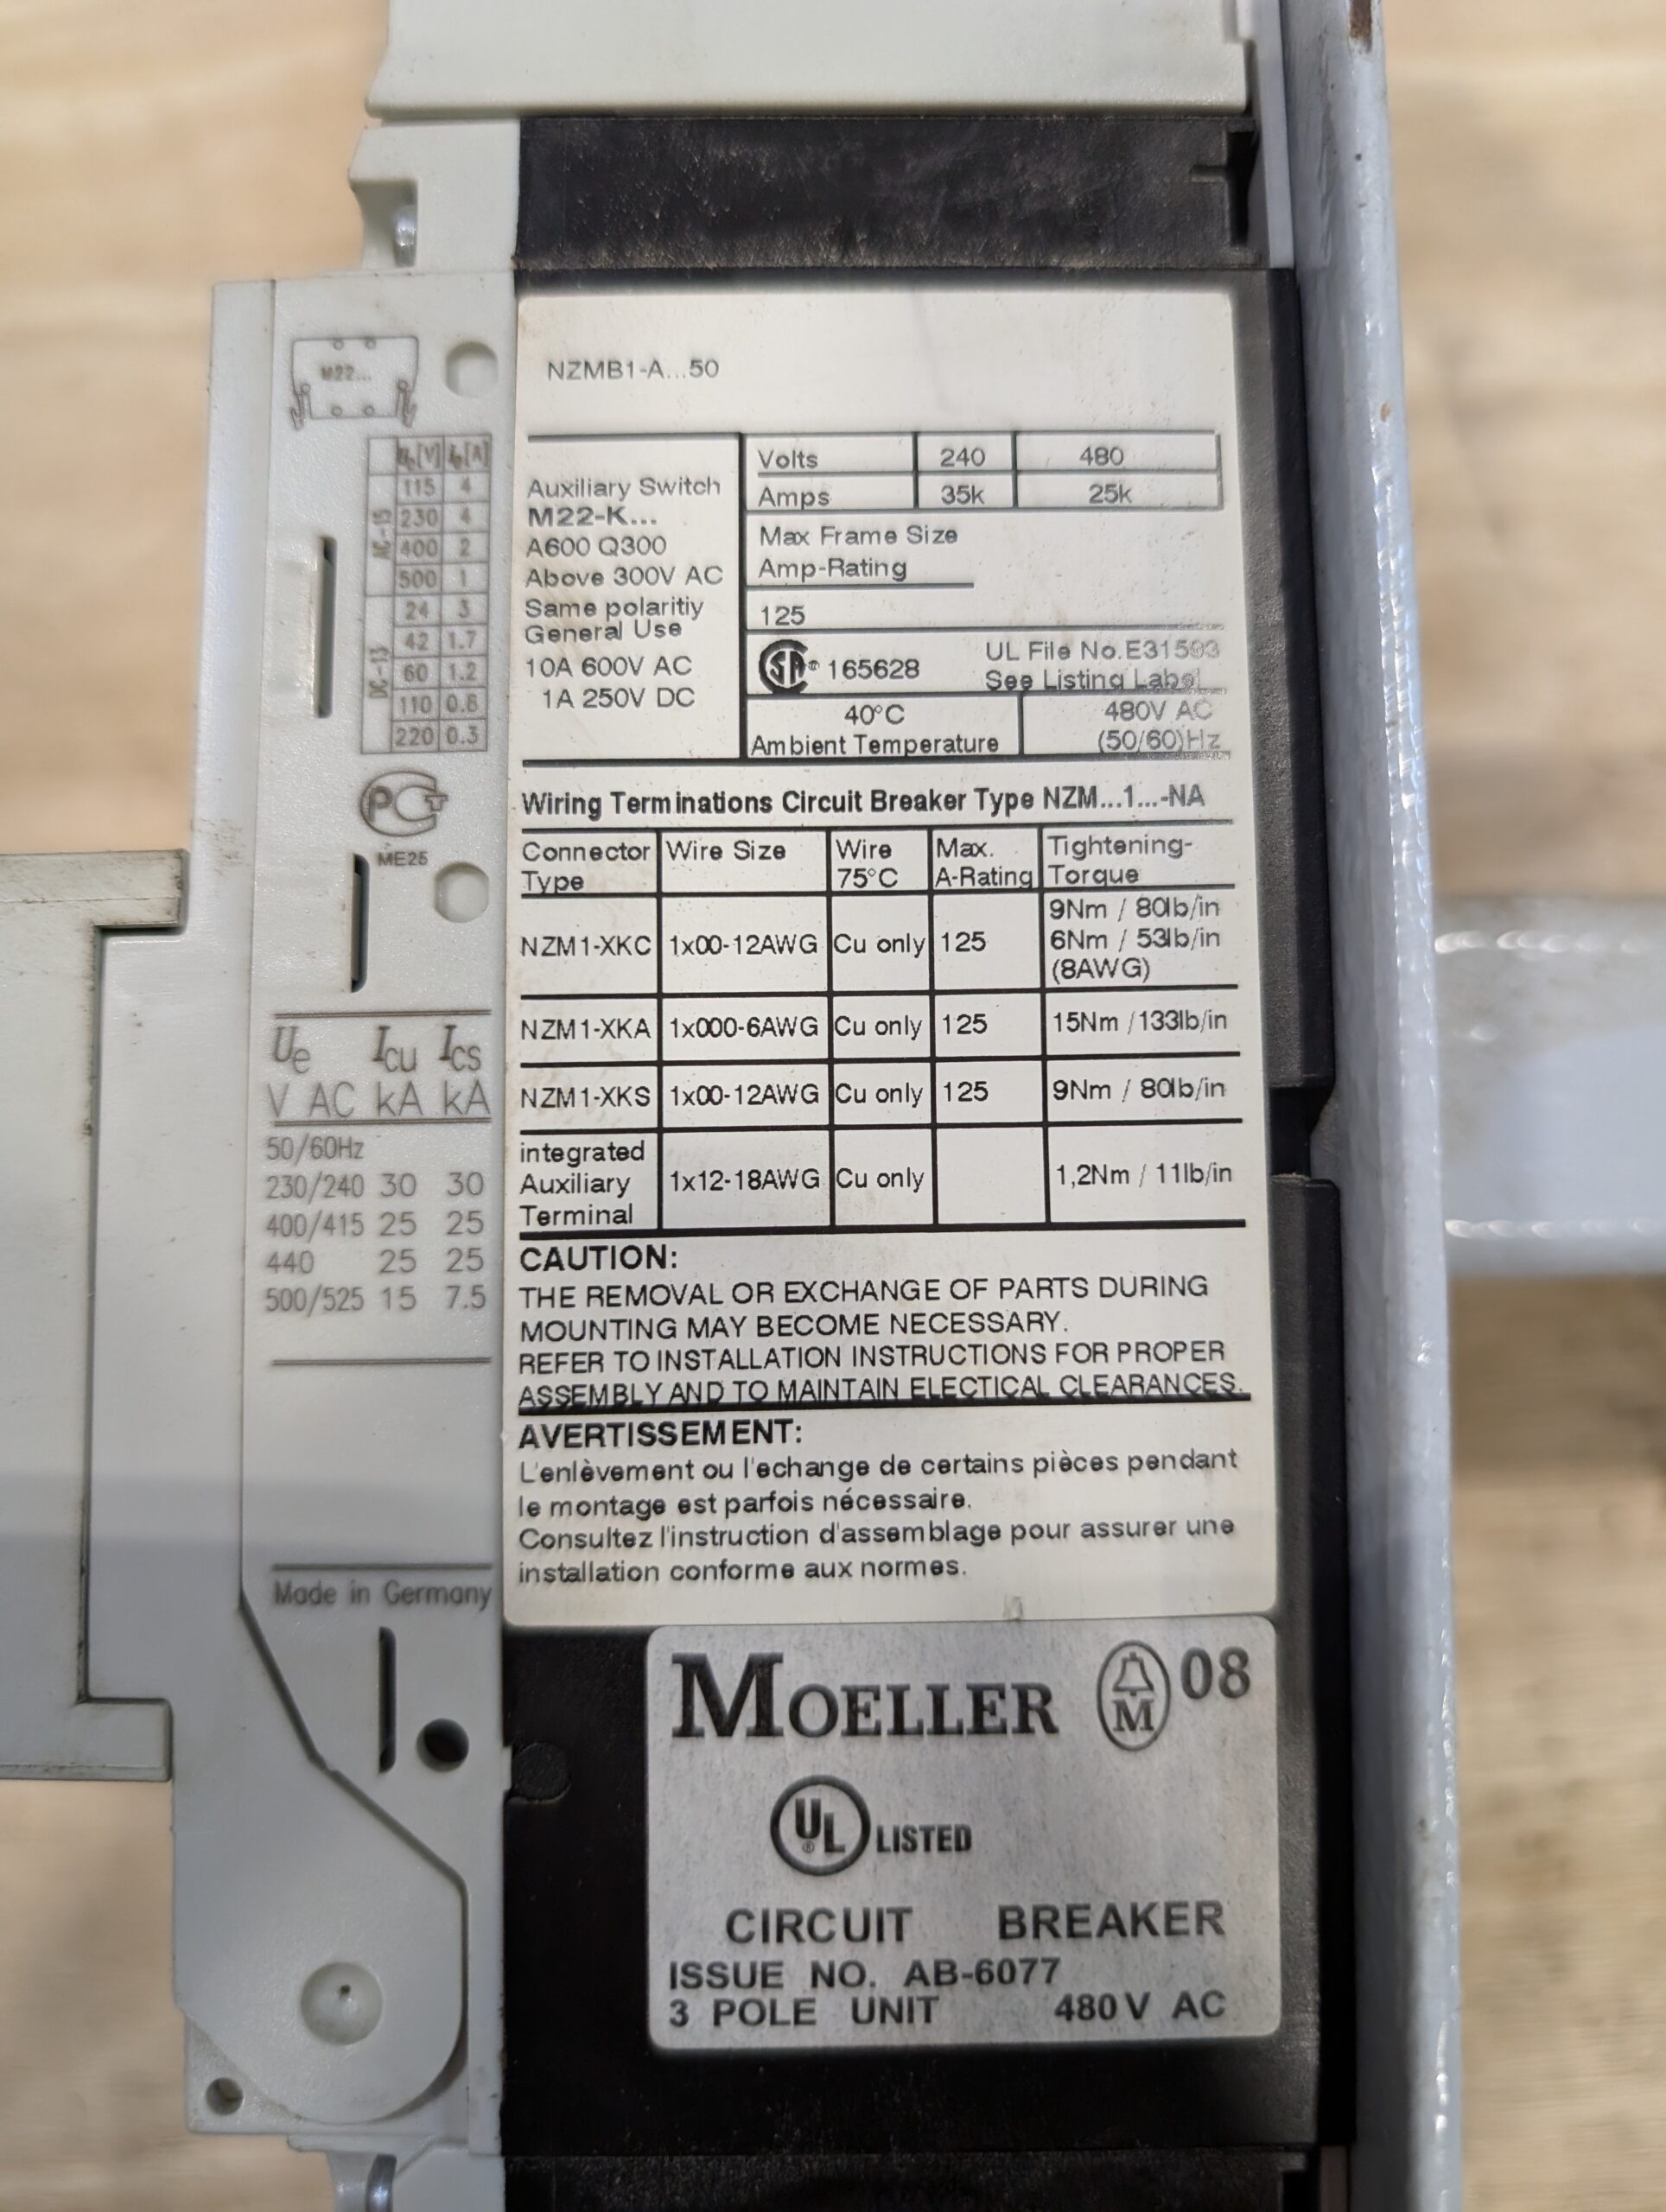 M22...
Ue[V] Ie[A]
AC-15
115 4
230 4
400 2
500 1
DC-13
24 3
42 1.7
60 1.2
110 0.8
220 0.3
PCT
ME25
Ue Icu Ics
V AC kA kA
50/60Hz
230/240 30 30
400/415 25 25
440 25 25
500/525 15 7.5
Made in Germany
NZMB1-A...50
Auxiliary Switch
M22-K...
A600 Q300
Above 300V AC
Same polaritiy
General Use
10A 600V AC
1A 250V DC
Volts 240 480
Amps 35k 25k
Max Frame Size
Amp-Rating
125
SA ® 165628
UL File No.E31593
See Listing Label
40°C
Ambient Temperature
480V AC
(50/60)Hz
Wiring Terminations Circuit Breaker Type NZM...1...-NA
Connector Type Wire Size Wire 75°C Max. A-Rating Tightening-Torque
NZM1-XKC 1x00-12AWG Cu only 125 9Nm / 80lb/in
6Nm / 53lb/in
(8AWG)
NZM1-XKA 1x000-6AWG Cu only 125 15Nm /133lb/in
NZM1-XKS 1x00-12AWG Cu only 125 9Nm / 80lb/in
integrated
Auxiliary 1x12-18AWG Cu only 1,2Nm / 11lb/in
Terminal
CAUTION:
THE REMOVAL OR EXCHANGE OF PARTS DURING
MOUNTING MAY BECOME NECESSARY.
REFER TO INSTALLATION INSTRUCTIONS FOR PROPER
ASSEMBLY AND TO MAINTAIN ELECTICAL CLEARANCES.
AVERTISSEMENT:
L'enlèvement ou l'echange de certains pièces pendant
le montage est parfois nécessaire.
Consultez l'instruction d'assemblage pour assurer une
installation conforme aux normes.
MOELLER M 08
UL ® LISTED
CIRCUIT BREAKER
ISSUE NO. AB-6077
3 POLE UNIT 480 V AC